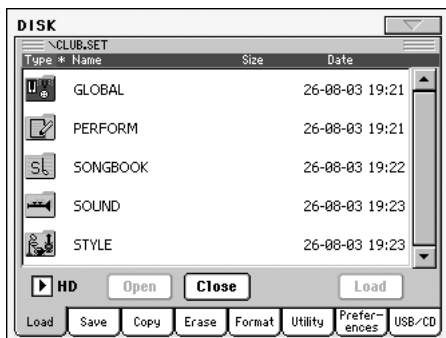 DISK
\CLUB.SET
Type * Name Size Date
GLOBAL 26-08-03 19:21
PERFORM 26-08-03 19:21
SL SONGBOOK 26-08-03 19:22
SOUND 26-08-03 19:23
STYLE 26-08-03 19:23
HD Open Close Load
Load Save Copy Erase Format Utility Prefer-ences USB/CD